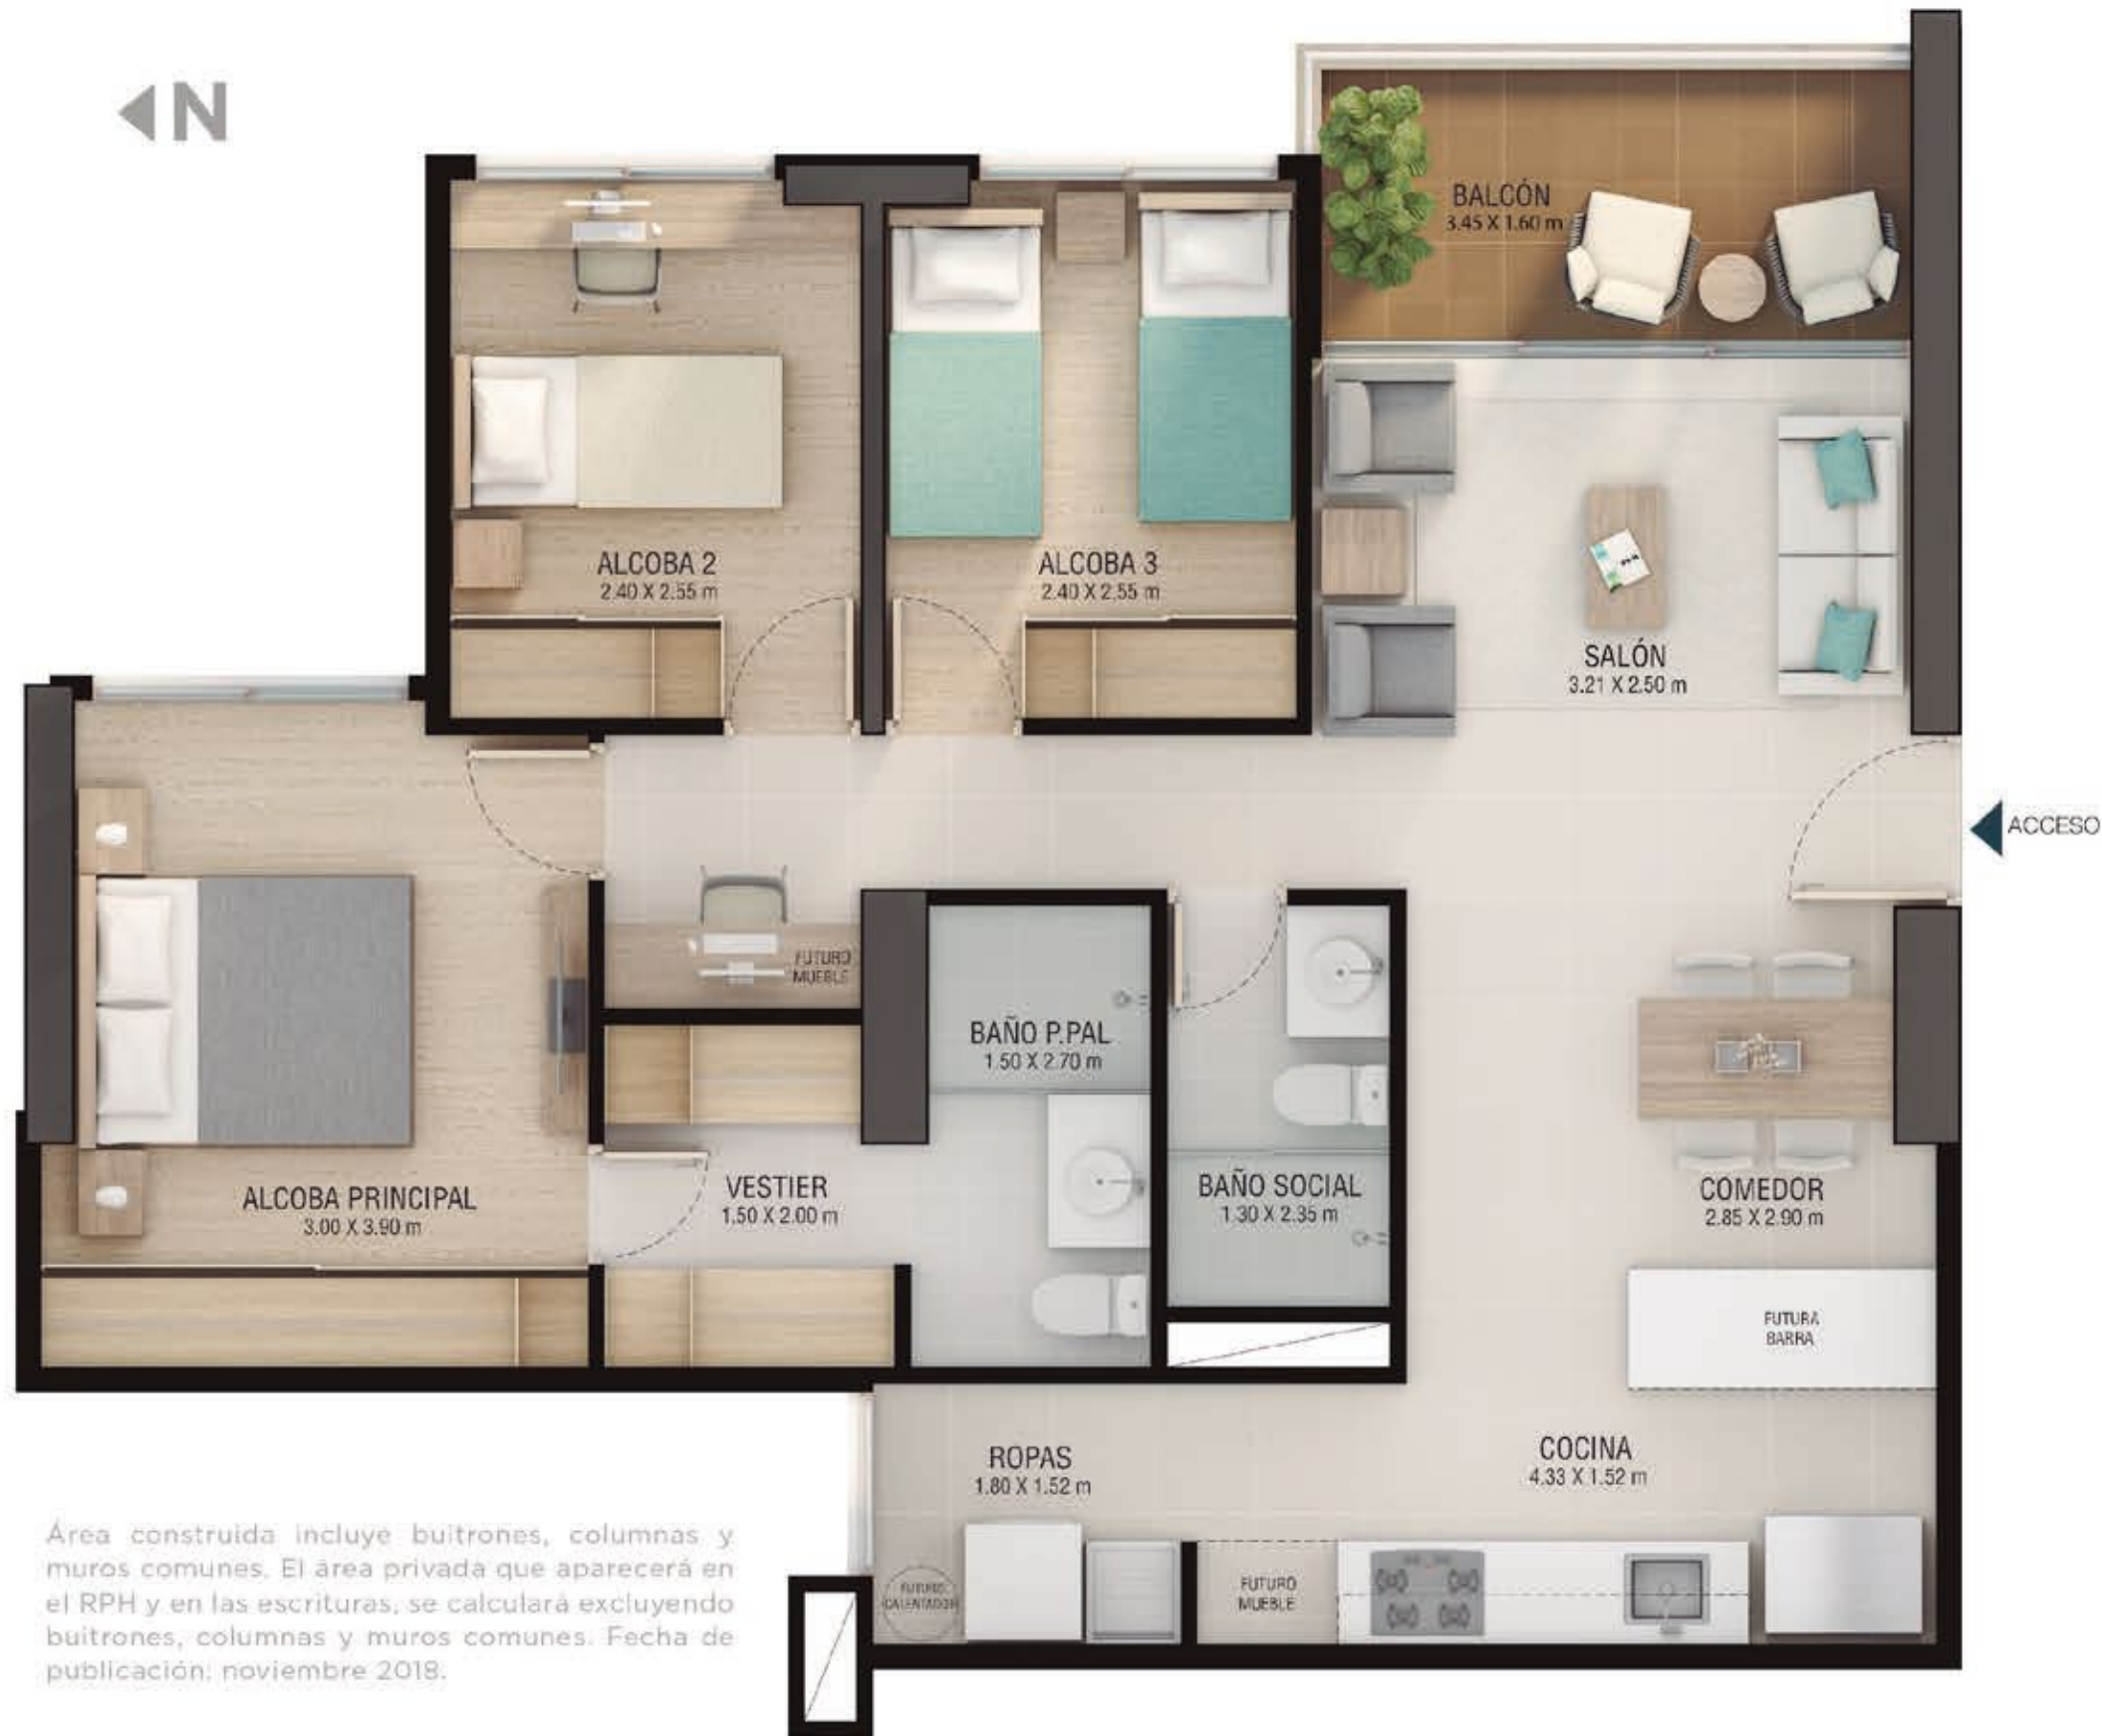 N
BALCÓN
3.45 X 1.60 m
ALCOBA 2
2.40 X 2.55 m
ALCOBA 3
2.40 X 2.55 m
SALÓN
3.21 X 2.50 m
ACCESO
FUTURO
MUEBLE
BAÑO P.PAL
1.50 X 2.70 m
ALCOBA PRINCIPAL
3.00 X 3.90 m
VESTIER
1.50 X 2.00 m
BAÑO SOCIAL
1.30 X 2.35 m
COMEDOR
2.85 X 2.90 m
FUTURA
BARRA
ROPAS
1.80 X 1.52 m
COCINA
4.33 X 1.52 m
FUTURO
CALENTADOR
FUTURO
MUEBLE
Área construida incluye buitrones, columnas y
muros comunes. El área privada que aparecerá en
el RPH y en las escrituras, se calculará excluyendo
buitrones, columnas y muros comunes. Fecha de
publicación: noviembre 2018.